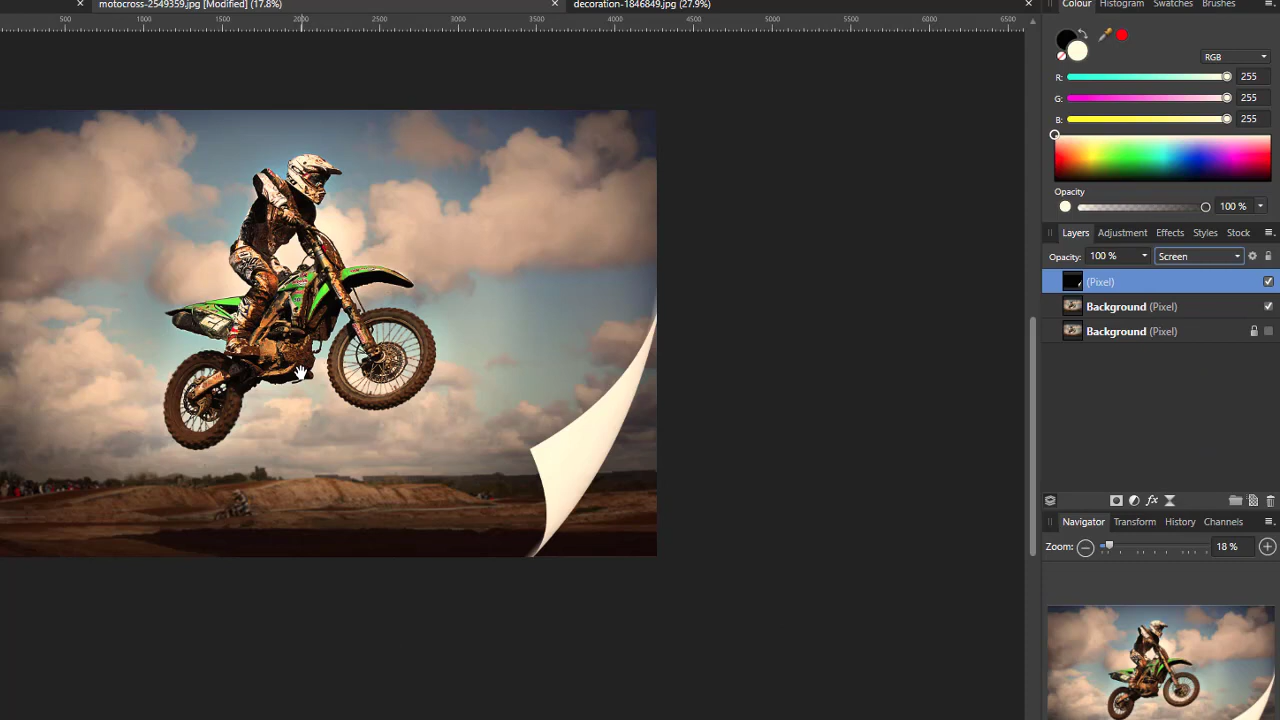 motocross-2549359.jpg [Modified] (17.8%)
decoration-1846849.jpg (27.9%)
500 1000 1500 2000 2500 3000 3500 4000 4500 5000 5500 6000 6500
Colour Histogram Swatches Brushes
RGB
R: 255
G: 255
B: 255
Opacity
100 %
Layers Adjustment Effects Styles Stock
Opacity: 100 % Screen
(Pixel)
Background (Pixel)
Background (Pixel)
Navigator Transform History Channels
Zoom: 18 %